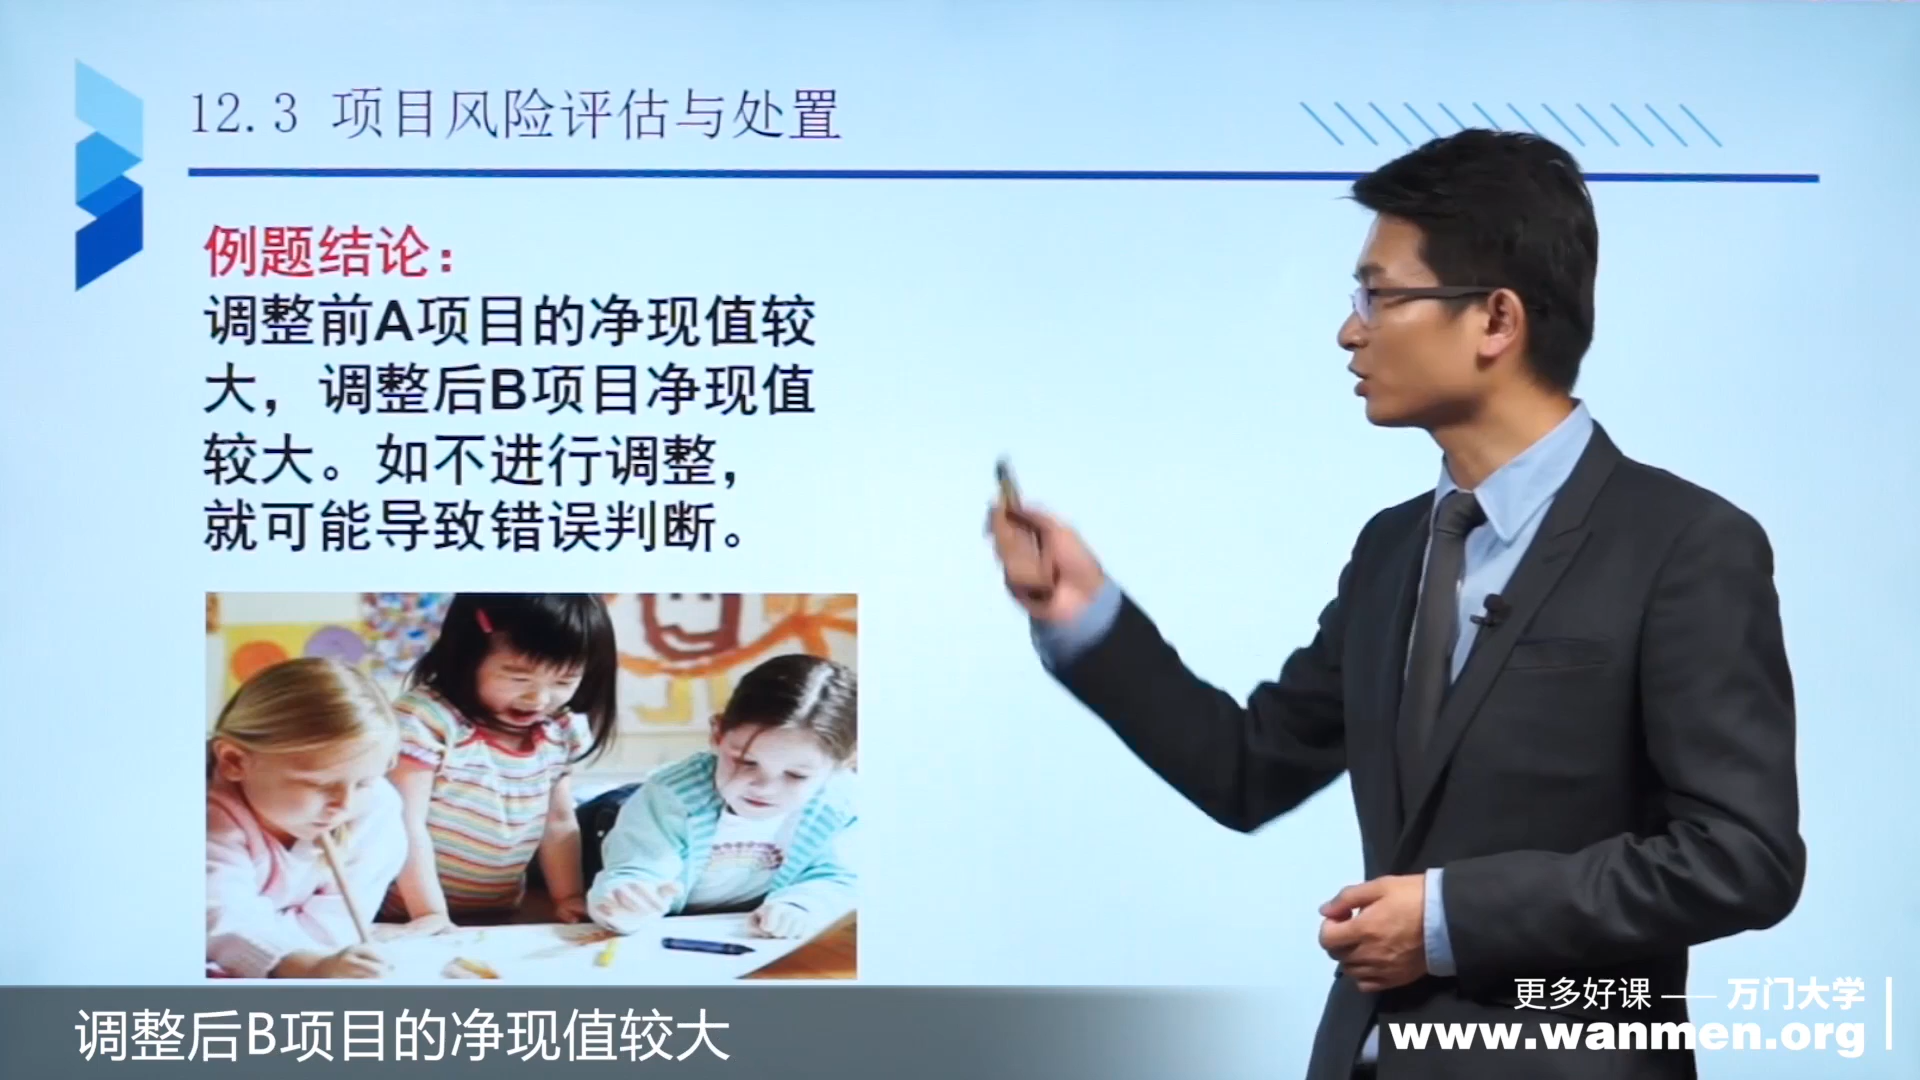 12.3 项目风险评估与处置
例题结论：
调整前A项目的净现值较
大，调整后B项目净现值
较大。如不进行调整，
就可能导致错误判断。
调整后B项目的净现值较大
更多好课 —— 万门大学
www.wanmen.org